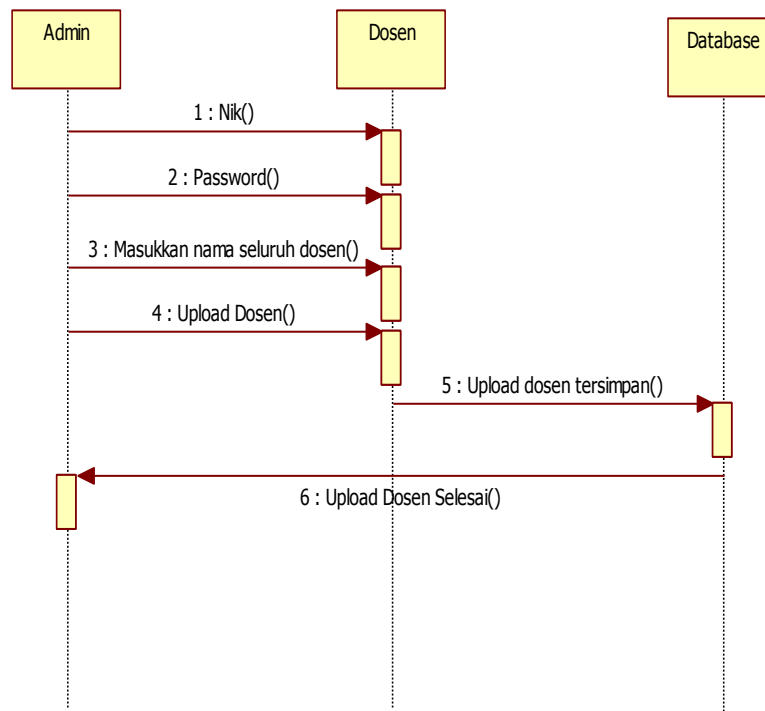 Admin
Dosen
Database
1 : Nik()
2 : Password()
3 : Masukkan nama seluruh dosen()
4 : Upload Dosen()
5 : Upload dosen tersimpan()
6 : Upload Dosen Selesai()